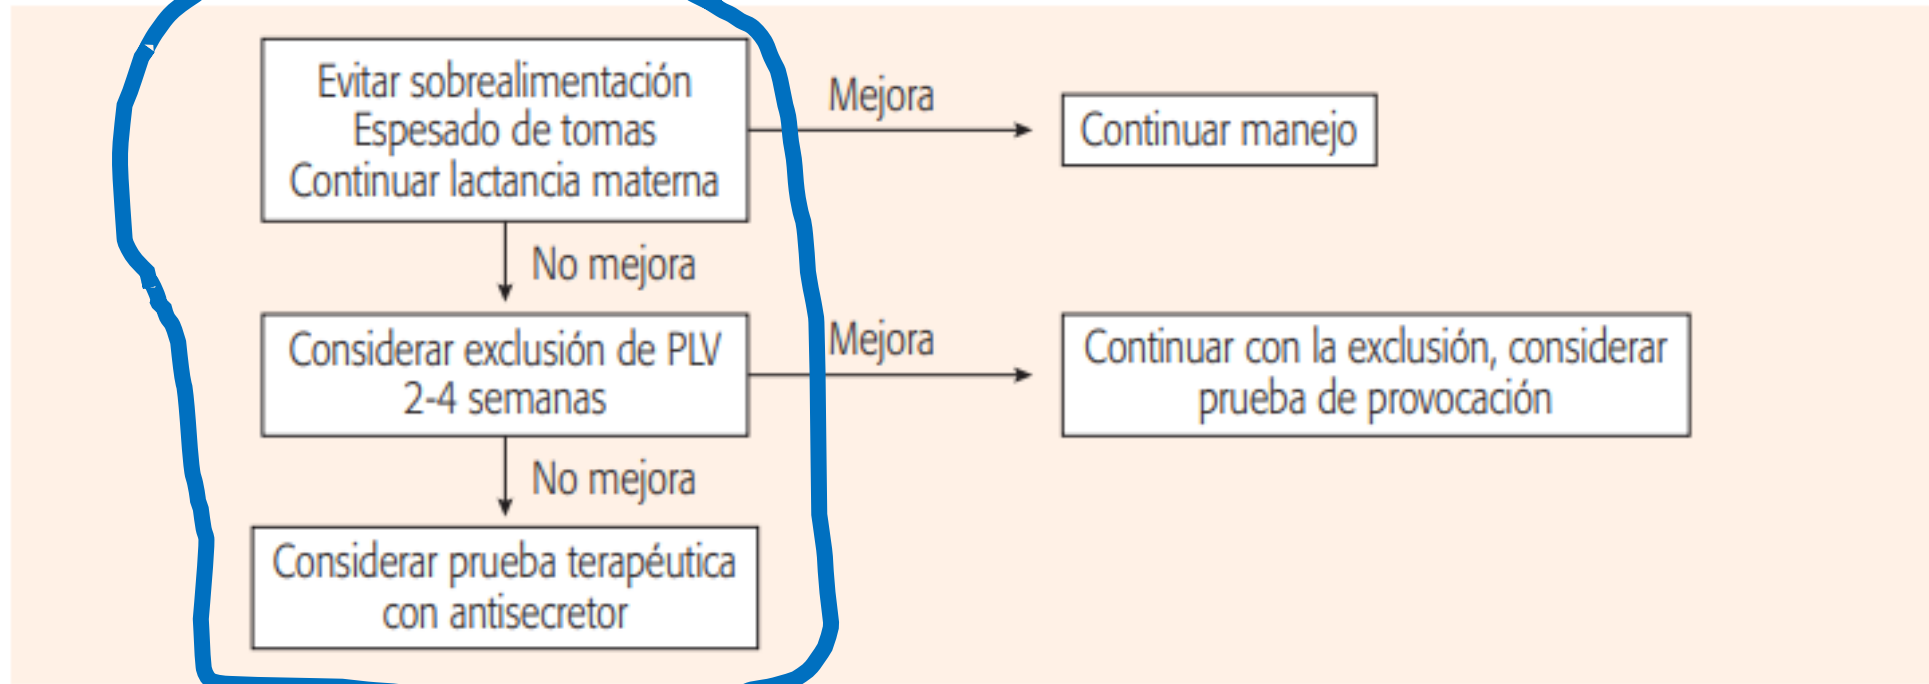 Evitar sobrealimentación
Espesado de tomas
Continuar lactancia materna
Mejora
Continuar manejo
No mejora
Considerar exclusión de PLV
2-4 semanas
Mejora
Continuar con la exclusión, considerar
prueba de provocación
No mejora
Considerar prueba terapéutica
con antisecretor